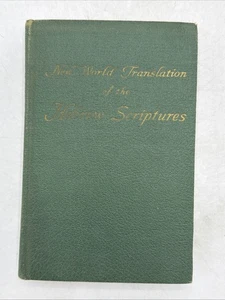 New World Translation
of the
Hebrew Scriptures